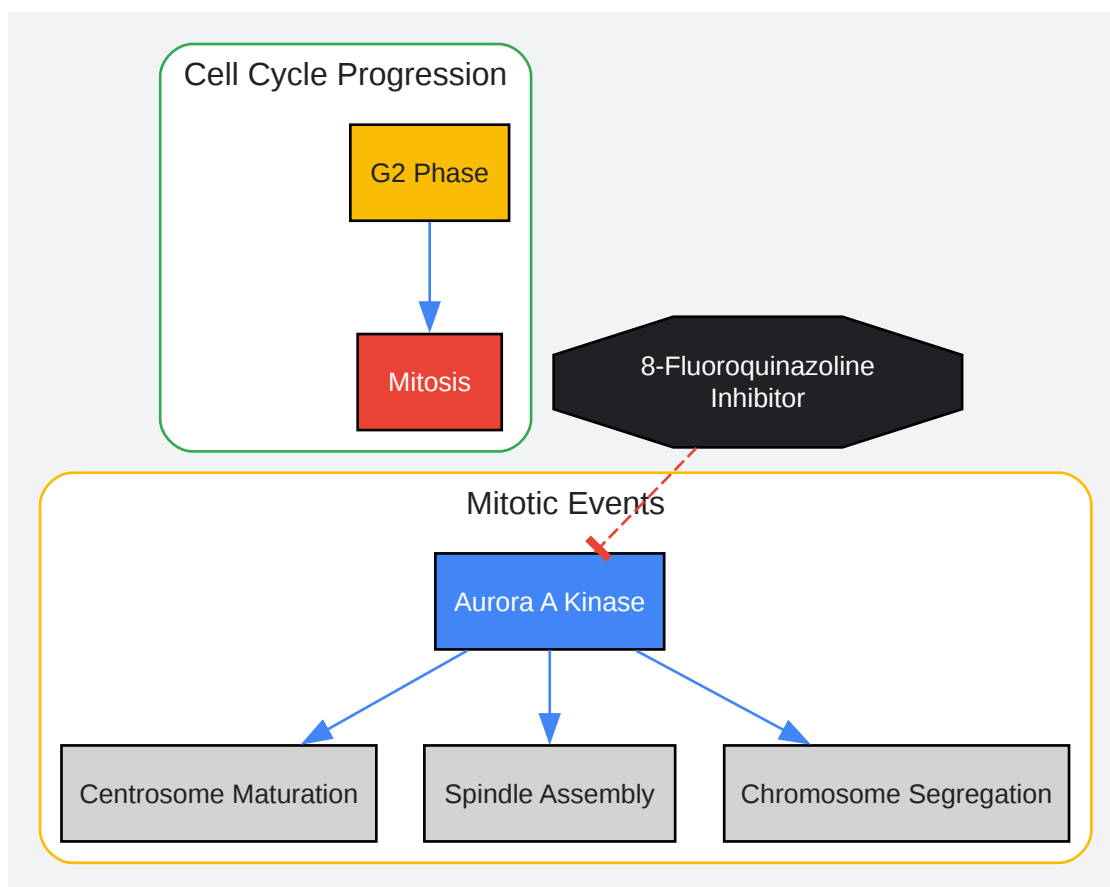 Cell Cycle Progression
G2 Phase
Mitosis
8-Fluoroquinazoline
Inhibitor
Mitotic Events
Aurora A Kinase
Centrosome Maturation
Spindle Assembly
Chromosome Segregation